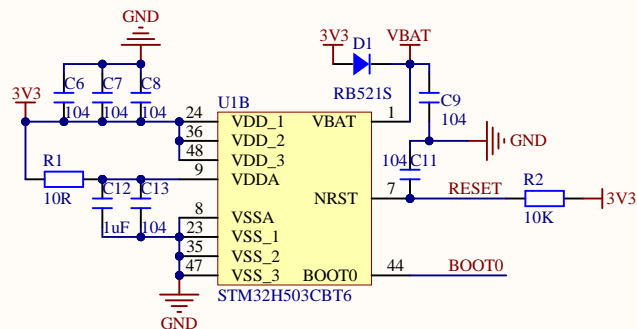 GND
3V3
D1
VBAT
RB521S
C6
C7
C8
104
104
104
3V3
U1B
C9
104
24
VDD_1
VBAT
1
36
VDD_2
48
VDD_3
GND
R1
10R
9
VDDA
104
C11
C12
C13
NRST
7
RESET
R2
10K
3V3
1uF
104
8
VSSA
23
VSS_1
35
VSS_2
47
VSS_3
BOOT0
44
BOOT0
STM32H503CBT6
GND